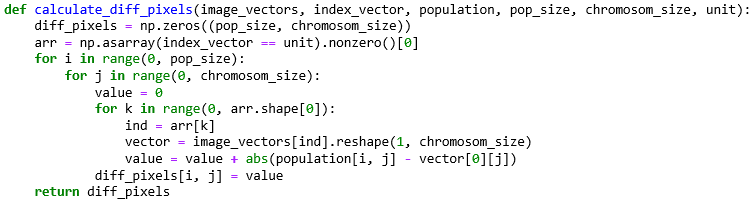 def calculate_diff_pixels(image_vectors, index_vector, population, pop_size, chromosom_size, unit):
    diff_pixels = np.zeros((pop_size, chromosom_size))
    arr = np.asarray(index_vector == unit).nonzero()[0]
    for i in range(0, pop_size):
        for j in range(0, chromosom_size):
            value = 0
            for k in range(0, arr.shape[0]):
                ind = arr[k]
                vector = image_vectors[ind].reshape(1, chromosom_size)
                value = value + abs(population[i, j] - vector[0][j])
            diff_pixels[i, j] = value
    return diff_pixels